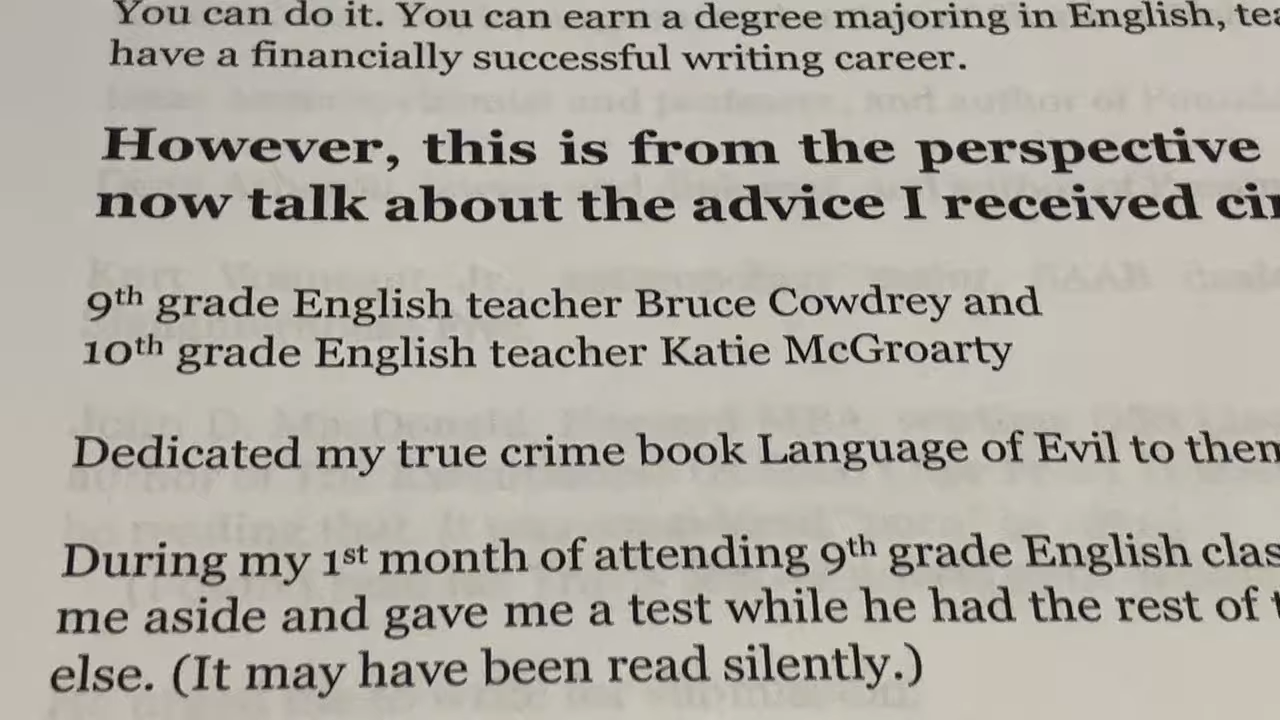 You can do it. You can earn a degree majoring in English,
have a financially successful writing career.
However, this is from the perspective
now talk about the advice I received
9th grade English teacher Bruce Cowdrey and
10th grade English teacher Katie McGroarty
Dedicated my true crime book Language of Evil to
During my 1st month of attending 9th grade English
me aside and gave me a test while he had the rest of
else. (It may have been read silently.)